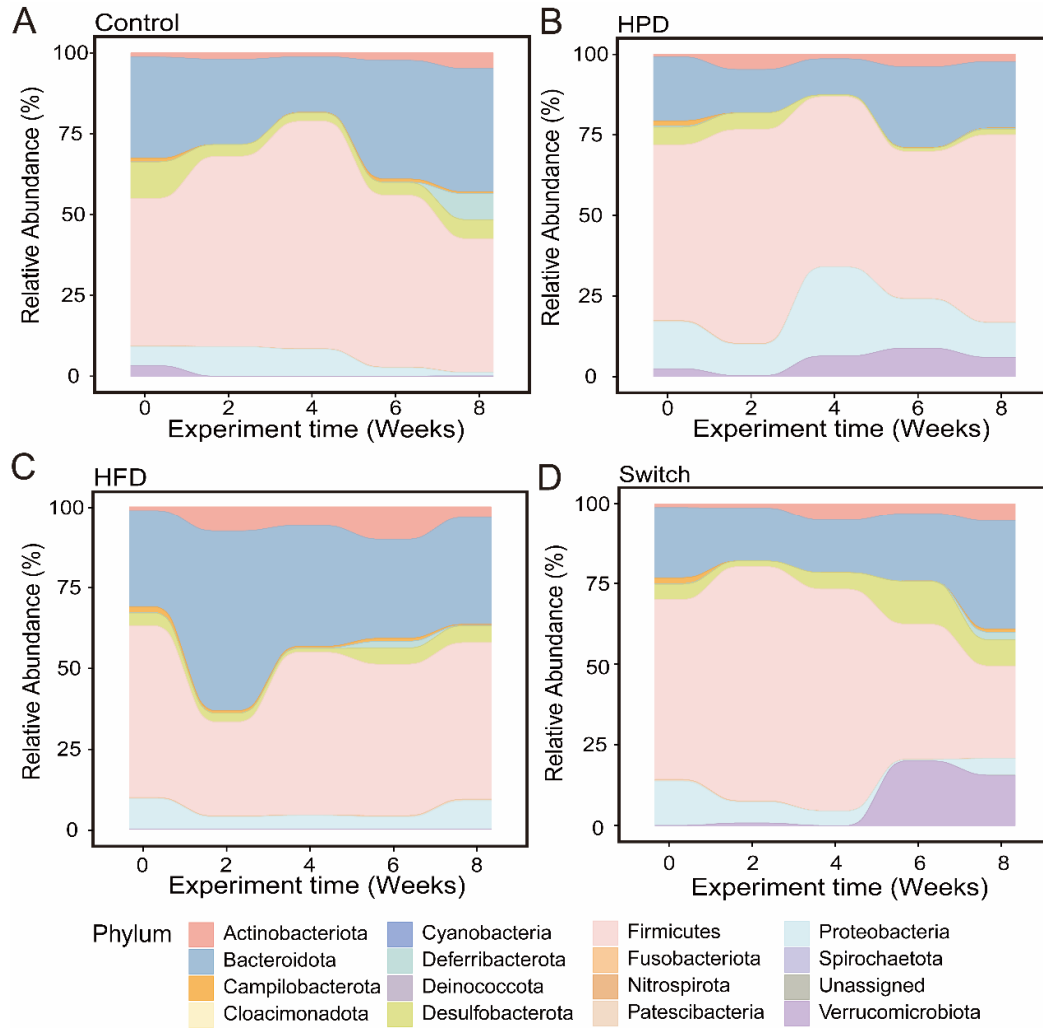 A Control
Relative Abundance (%)
100
75
50
25
0
0 2 4 6 8
Experiment time (Weeks)
B HPD
Relative Abundance (%)
100
75
50
25
0
0 2 4 6 8
Experiment time (Weeks)
C HFD
Relative Abundance (%)
100
75
50
25
0
0 2 4 6 8
Experiment time (Weeks)
D Switch
Relative Abundance (%)
100
75
50
25
0
0 2 4 6 8
Experiment time (Weeks)
Phylum
Actinobacteriota
Bacteroidota
Campilobacterota
Cloacimonadota
Cyanobacteria
Deferribacterota
Deinococcota
Desulfobacterota
Firmicutes
Fusobacteriota
Nitrospirota
Patescibacteria
Proteobacteria
Spirochaetota
Unassigned
Verrucomicrobiota